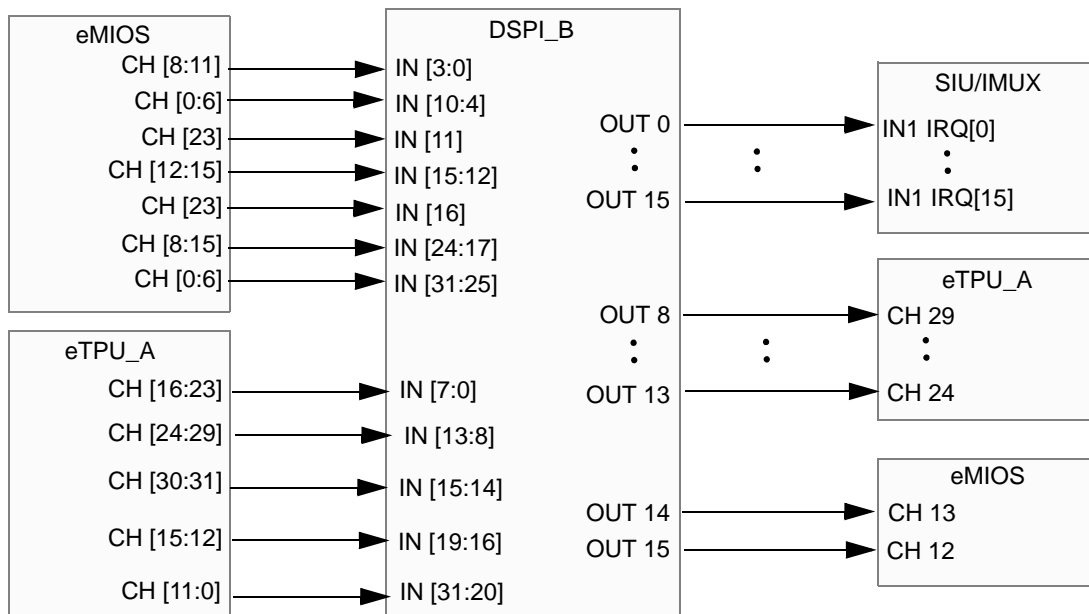 eMIOS
CH [8:11]
CH [0:6]
CH [23]
CH [12:15]
CH [23]
CH [8:15]
CH [0:6]
eTPU_A
CH [16:23]
CH [24:29]
CH [30:31]
CH [15:12]
CH [11:0]
DSPI_B
IN [3:0]
IN [10:4]
IN [11]
IN [15:12]
IN [16]
IN [24:17]
IN [31:25]
IN [7:0]
IN [13:8]
IN [15:14]
IN [19:16]
IN [31:20]
OUT 0
OUT 15
OUT 8
OUT 13
OUT 14
OUT 15
SIU/IMUX
IN1 IRQ[0]
IN1 IRQ[15]
eTPU_A
CH 29
CH 24
eMIOS
CH 13
CH 12